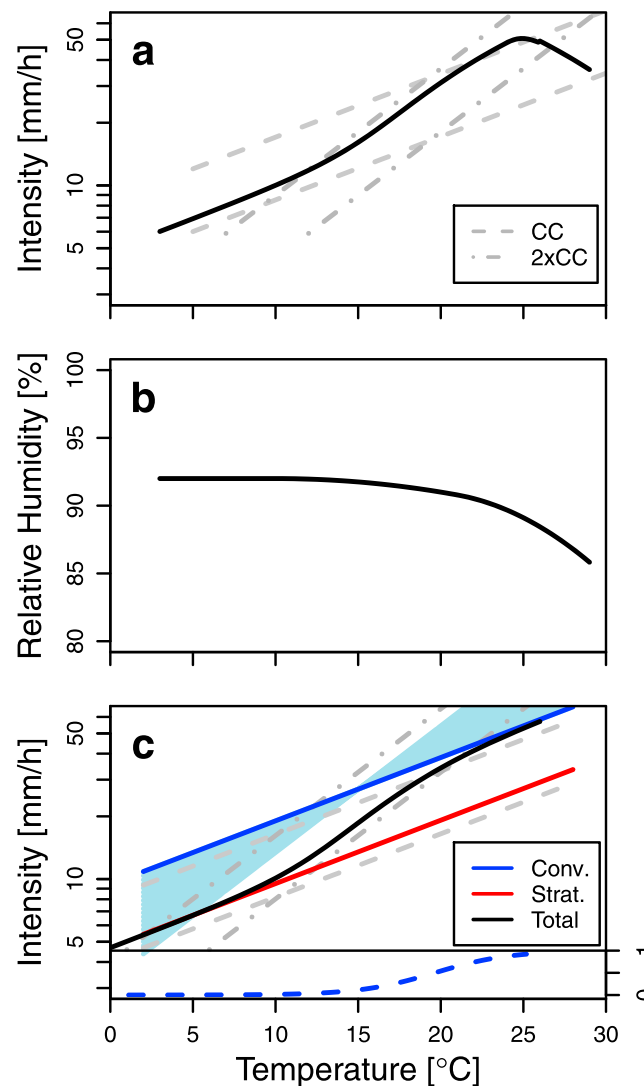 a
Intensity [mm/h]
50
20
10
5
CC
2xCC
b
Relative Humidity [%]
100
95
90
85
80
c
Intensity [mm/h]
50
10
5
Conv.
Strat.
Total
1
0
0 5 10 15 20 25 30
Temperature [°C]